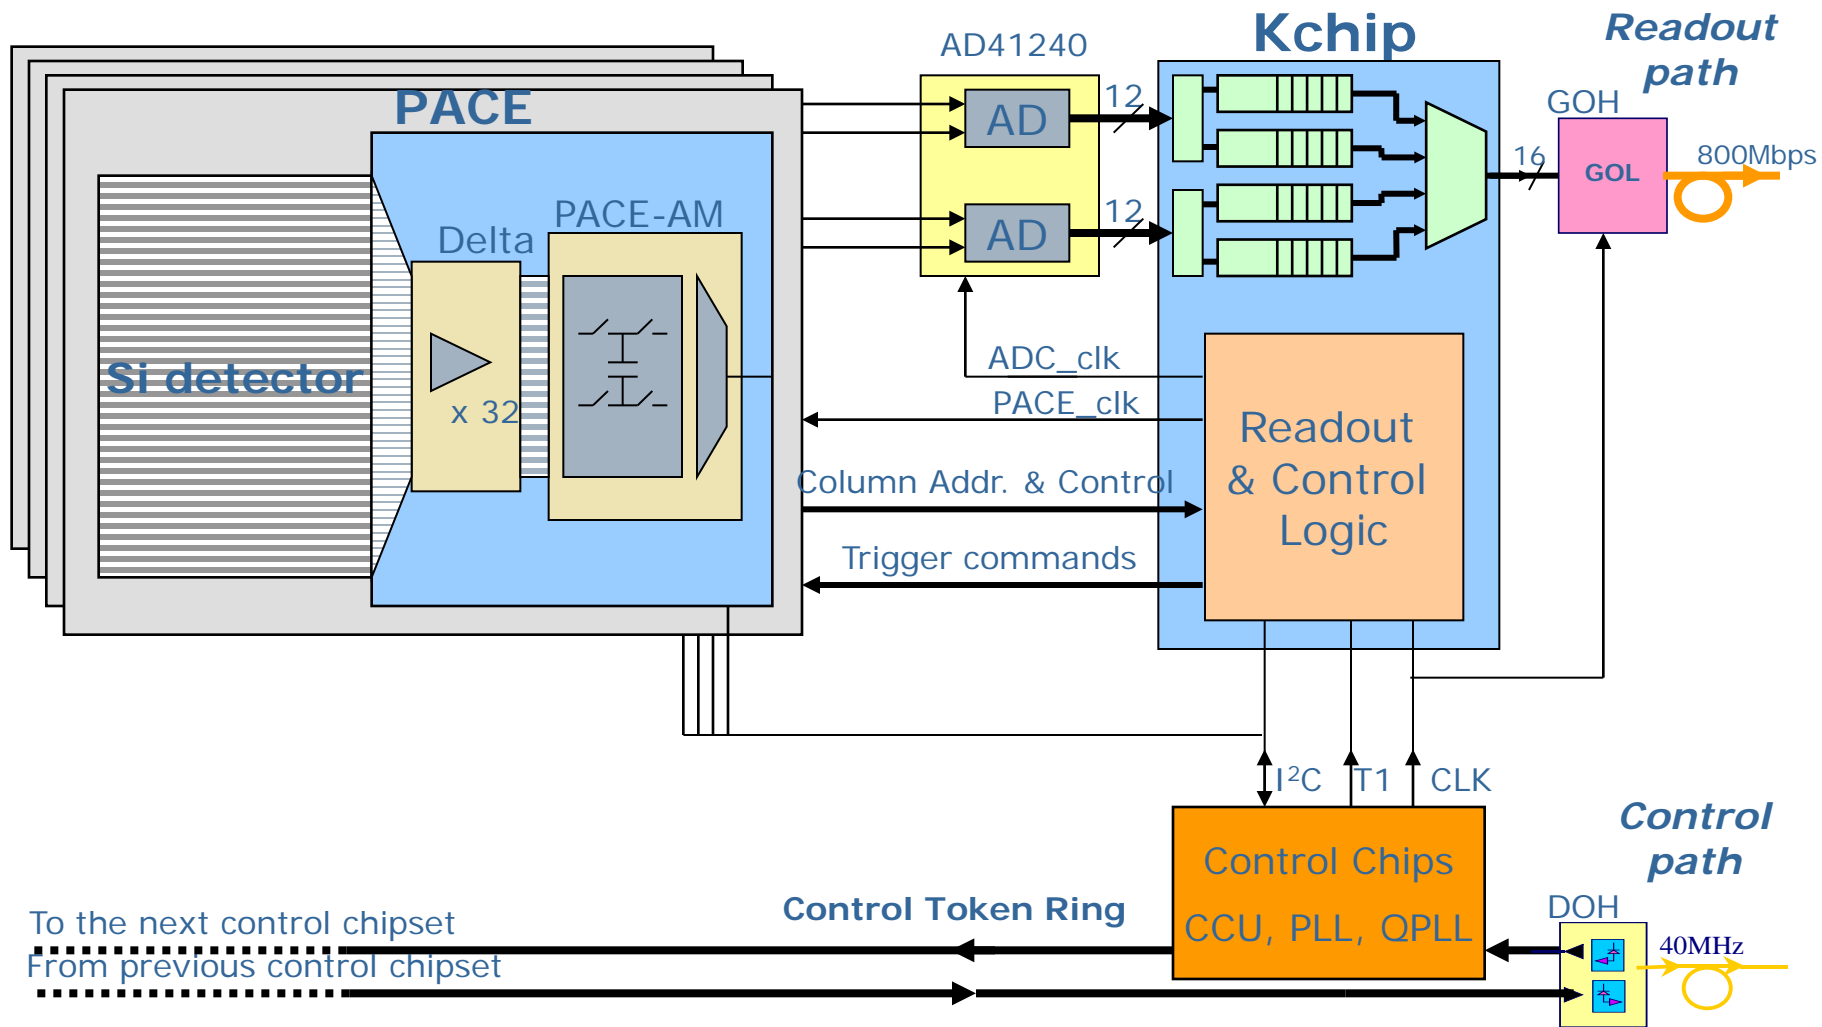 Kchip
Readout
path
AD41240
GOH
PACE
AD
12
16
GOL
800Mbps
PACE-AM
Delta
AD
12
Si detector
x 32
ADC_clk
PACE_clk
Readout
& Control
Logic
Column Addr. & Control
Trigger commands
I²C
T1
CLK
Control
path
Control Chips
CCU, PLL, QPLL
DOH
40MHz
Control Token Ring
To the next control chipset
From previous control chipset